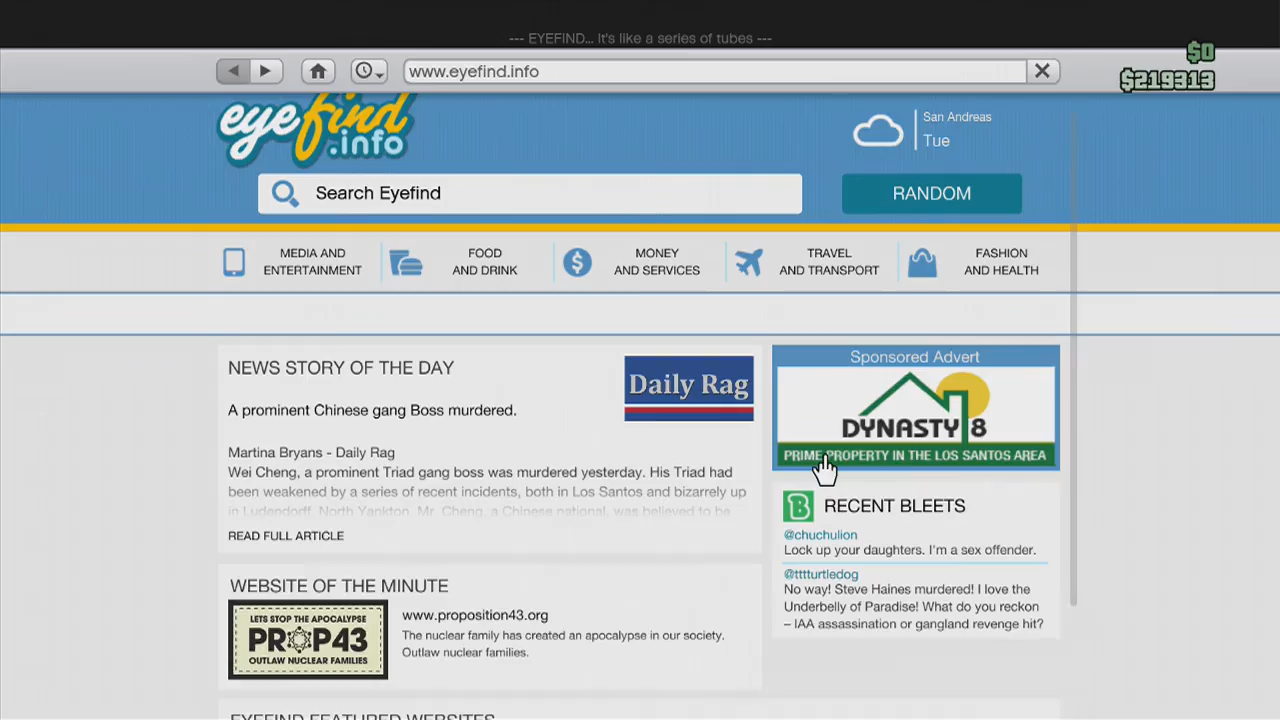 --- EYEFIND... It's like a series of tubes ---
www.eyefind.info
$0
$219313
eyefind
.info
San Andreas
Tue
Search Eyefind
RANDOM
MEDIA AND
ENTERTAINMENT
FOOD
AND DRINK
MONEY
AND SERVICES
TRAVEL
AND TRANSPORT
FASHION
AND HEALTH
NEWS STORY OF THE DAY
Daily Rag
A prominent Chinese gang Boss murdered.
Martina Bryans - Daily Rag
Wei Cheng, a prominent Triad gang boss was murdered yesterday. His Triad had
been weakened by a series of recent incidents, both in Los Santos and bizarrely up
in Ludendorff, North Yankton. Mr. Cheng, a Chinese national, was believed to be
READ FULL ARTICLE
Sponsored Advert
DYNASTY 8
PRIME PROPERTY IN THE LOS SANTOS AREA
RECENT BLEETS
@chuchulion
Lock up your daughters. I'm a sex offender.
@tttturtledog
No way! Steve Haines murdered! I love the
Underbelly of Paradise! What do you reckon
– IAA assassination or gangland revenge hit?
WEBSITE OF THE MINUTE
LETS STOP THE APOCALYPSE
PROP43
OUTLAW NUCLEAR FAMILIES
www.proposition43.org
The nuclear family has created an apocalypse in our society.
Outlaw nuclear families.
EYEFIND FEATURED WEBSITES